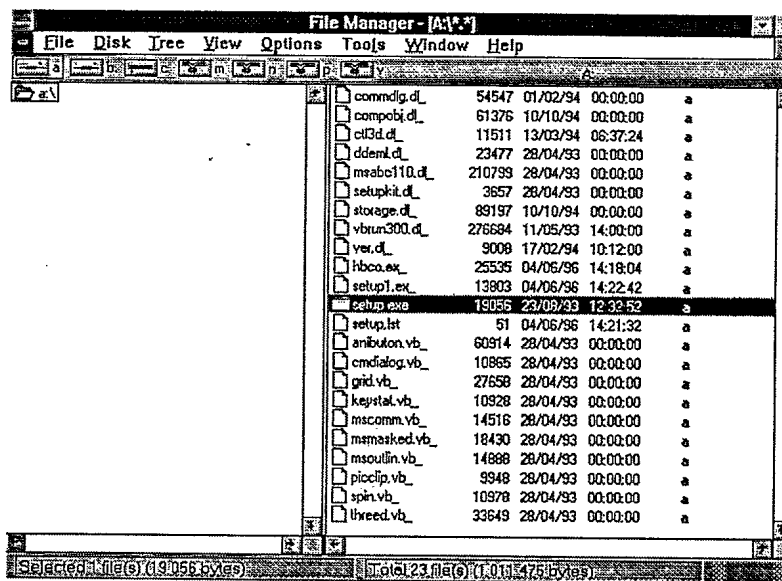 File Manager - [A:\*.*]
File Disk Tree View Options Tools Window Help
a b c m n p y
A:
a:\
commdlg.dl_ 54547 01/02/94 00:00:00 a
compobj.dl_ 61376 10/10/94 00:00:00 a
ctl3d.dl_ 11511 13/03/94 06:37:24 a
ddeml.dl_ 23477 28/04/93 00:00:00 a
msabc110.dl_ 210799 28/04/93 00:00:00 a
setupkit.dl_ 3657 28/04/93 00:00:00 a
storage.dl_ 89197 10/10/94 00:00:00 a
vbrun300.dl_ 276684 11/05/93 14:00:00 a
ver.dl_ 9008 17/02/94 10:12:00 a
hbco.ex_ 25535 04/06/96 14:18:04 a
setup1.ex_ 13803 04/06/96 14:22:42 a
setup.exe 19056 23/08/93 12:32:52 a
setup.lst 51 04/06/96 14:21:32 a
anibuton.vb_ 60914 28/04/93 00:00:00 a
cmdialog.vb_ 10865 28/04/93 00:00:00 a
grid.vb_ 27658 28/04/93 00:00:00 a
keystat.vb_ 10928 28/04/93 00:00:00 a
mscomm.vb_ 14516 28/04/93 00:00:00 a
msmasked.vb_ 18430 28/04/93 00:00:00 a
msoutlin.vb_ 14888 28/04/93 00:00:00 a
picclip.vb_ 9948 28/04/93 00:00:00 a
spin.vb_ 10978 28/04/93 00:00:00 a
threed.vb_ 33649 28/04/93 00:00:00 a
Selected 1 file(s) (19,056 bytes) Total 23 file(s) (1,011,475 bytes)